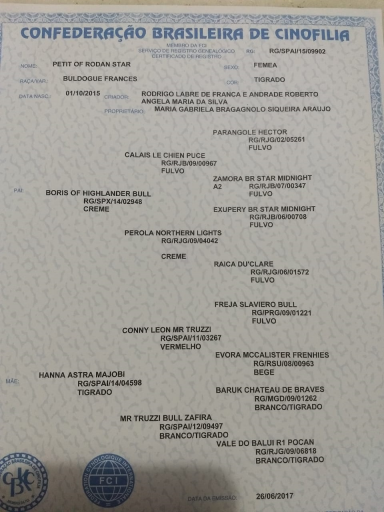 CONFEDERAÇÃO BRASILEIRA DE CINOFILIA
MEMBRO DA FCI
SERVIÇO DE REGISTRO GENEALÓGICO
CERTIFICADO DE REGISTRO
RG: RG/SPAI/15/09962
NOME: PETIT OF RODAN STAR SEXO: FEMEA
RAÇA/VAR: BULDOGUE FRANCES COR: TIGRADO
DATA NASC: 01/10/2015 CRIADOR: RODRIGO LABRE DE FRANCA E ANDRADE ROBERTO
ANGELA MARIA DA SILVA
PROPRIETÁRIO: MARIA GABRIELA BRAGAGNOLO SIQUEIRA ARAUJO
PARANGOLE HECTOR
RG/RJG/02/05261
FULVO
CALAIS LE CHIEN PUCE
RG/RJB/09/00967
FULVO
ZAMORA BR STAR MIDNIGHT
A2 RG/RJB/07/00347
FULVO
PAI: BORIS OF HIGHLANDER BULL
RG/SPX/14/02948
CREME
EXUPERY BR STAR MIDNIGHT
RG/RJB/06/00708
FULVO
PEROLA NORTHERN LIGHTS
RG/RJG/09/04042
CREME
RAICA DU'CLARE
RG/RJG/06/01572
FULVO
FREJA SLAVIERO BULL
RG/PRG/09/01221
FULVO
CONNY LEON MR TRUZZI
RG/SPAI/11/03267
VERMELHO
EVORA MCCALISTER FRENHIES
RG/RSU/08/00963
BEGE
MÃE: HANNA ASTRA MAJOBI
RG/SPAI/14/04598
TIGRADO
BARUK CHATEAU DE BRAVES
RG/MGD/09/01262
BRANCO/TIGRADO
MR TRUZZI BULL ZAFIRA
RG/SPAI/12/09497
BRANCO/TIGRADO
VALE DO BALUI R1 POCAN
RG/RJG/09/06818
BRANCO/TIGRADO
CBKC
FCI
DATA DA EMISSÃO: 26/06/2017